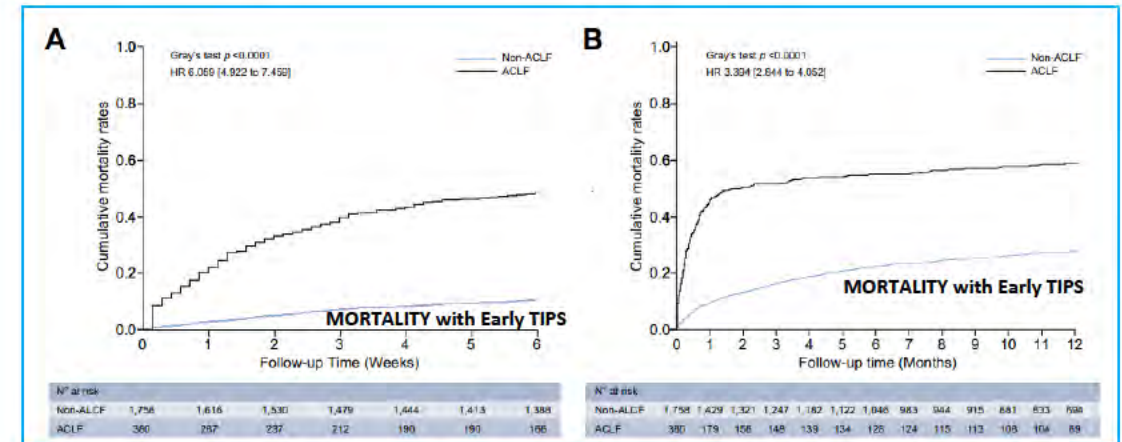 A
Gray's test p <0.0001
HR 6.059 [4.922 to 7.459]
Non-ACLF
ACLF
Cumulative mortality rates
1.0
0.8
0.6
0.4
0.2
0.0
0 1 2 3 4 5 6
MORTALITY with Early TIPS
Follow-up Time (Weeks)
N° at risk
Non-ALCF 1,758 1,616 1,530 1,479 1,444 1,413 1,388
ACLF 380 287 237 212 190 190 166
B
Gray's test p <0.0001
HR 3.394 [2.844 to 4.052]
Non-ACLF
ACLF
Cumulative mortality rates
1.0
0.8
0.6
0.4
0.2
0.0
0 1 2 3 4 5 6 7 8 9 10 11 12
MORTALITY with Early TIPS
Follow-up time (Months)
N° at risk
Non-ALCF 1,758 1,429 1,321 1,247 1,182 1,122 1,046 983 944 915 881 833 694
ACLF 380 179 158 148 139 134 128 124 115 113 108 104 89